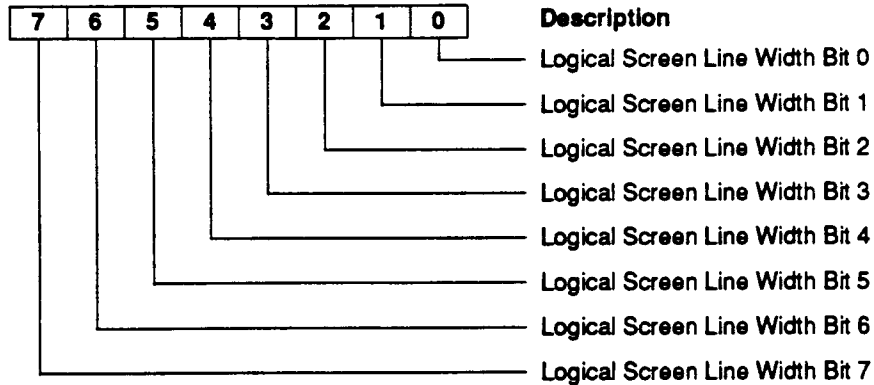 7 6 5 4 3 2 1 0 Description
Logical Screen Line Width Bit 0
Logical Screen Line Width Bit 1
Logical Screen Line Width Bit 2
Logical Screen Line Width Bit 3
Logical Screen Line Width Bit 4
Logical Screen Line Width Bit 5
Logical Screen Line Width Bit 6
Logical Screen Line Width Bit 7